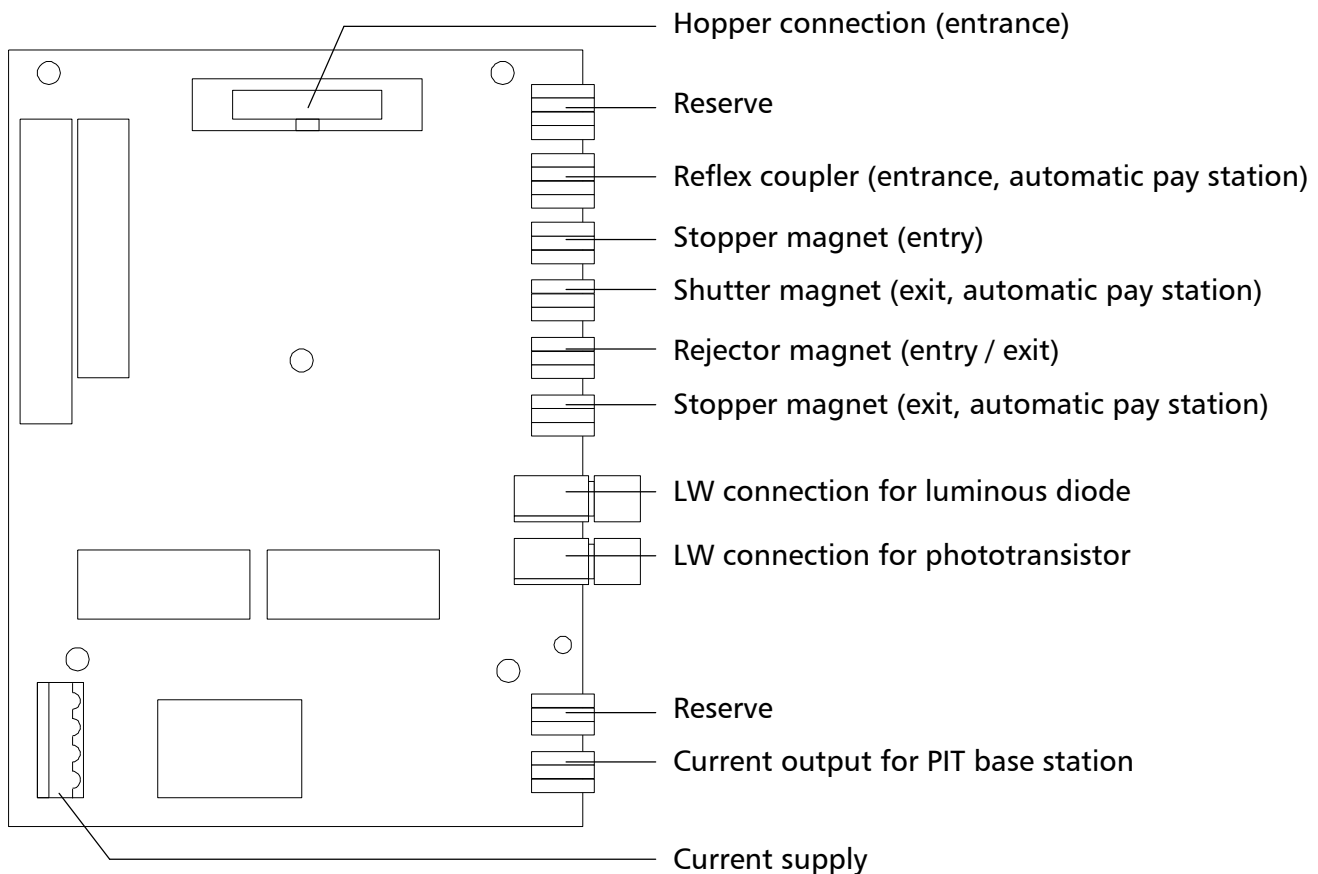 Hopper connection (entrance)
Reserve
Reflex coupler (entrance, automatic pay station)
Stopper magnet (entry)
Shutter magnet (exit, automatic pay station)
Rejector magnet (entry / exit)
Stopper magnet (exit, automatic pay station)
LW connection for luminous diode
LW connection for phototransistor
Reserve
Current output for PIT base station
Current supply